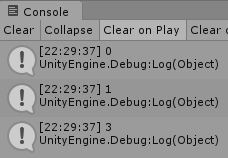 Console
Clear Collapse Clear on Play Clear
[22:29:37] 0
UnityEngine.Debug:Log(Object)
[22:29:37] 1
UnityEngine.Debug:Log(Object)
[22:29:37] 3
UnityEngine.Debug:Log(Object)